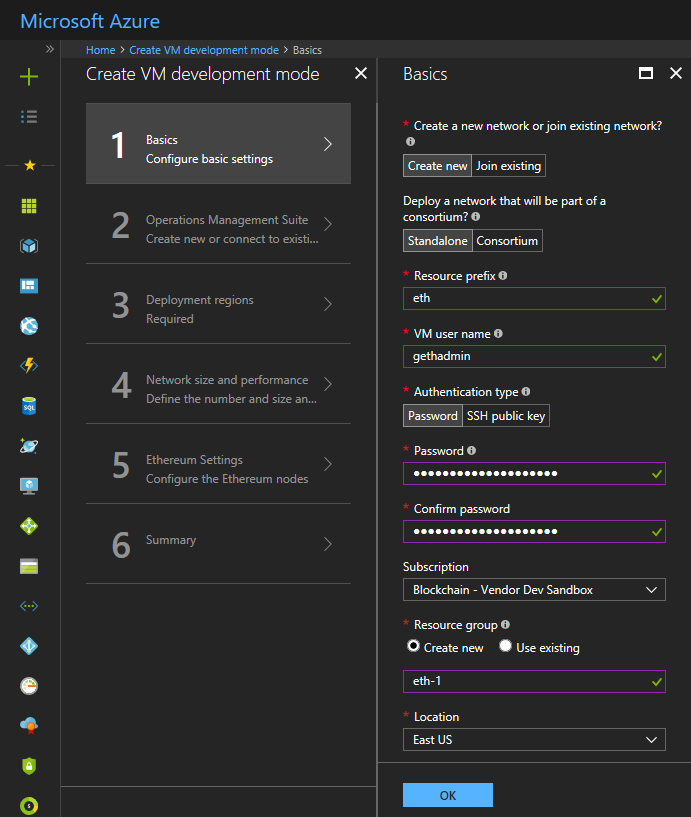 Microsoft Azure
Home > Create VM development mode > Basics
Create VM development mode
1
Basics
Configure basic settings
2
Operations Management Suite
Create new or connect to existi...
3
Deployment regions
Required
4
Network size and performance
Define the number and size an...
5
Ethereum Settings
Configure the Ethereum nodes
6
Summary
Basics
* Create a new network or join existing network?
Create new Join existing
Deploy a network that will be part of a
consortium?
Standalone Consortium
* Resource prefix
eth
* VM user name
gethadmin
* Authentication type
Password SSH public key
* Password
* Confirm password
Subscription
Blockchain - Vendor Dev Sandbox
* Resource group
Create new Use existing
eth-1
* Location
East US
OK